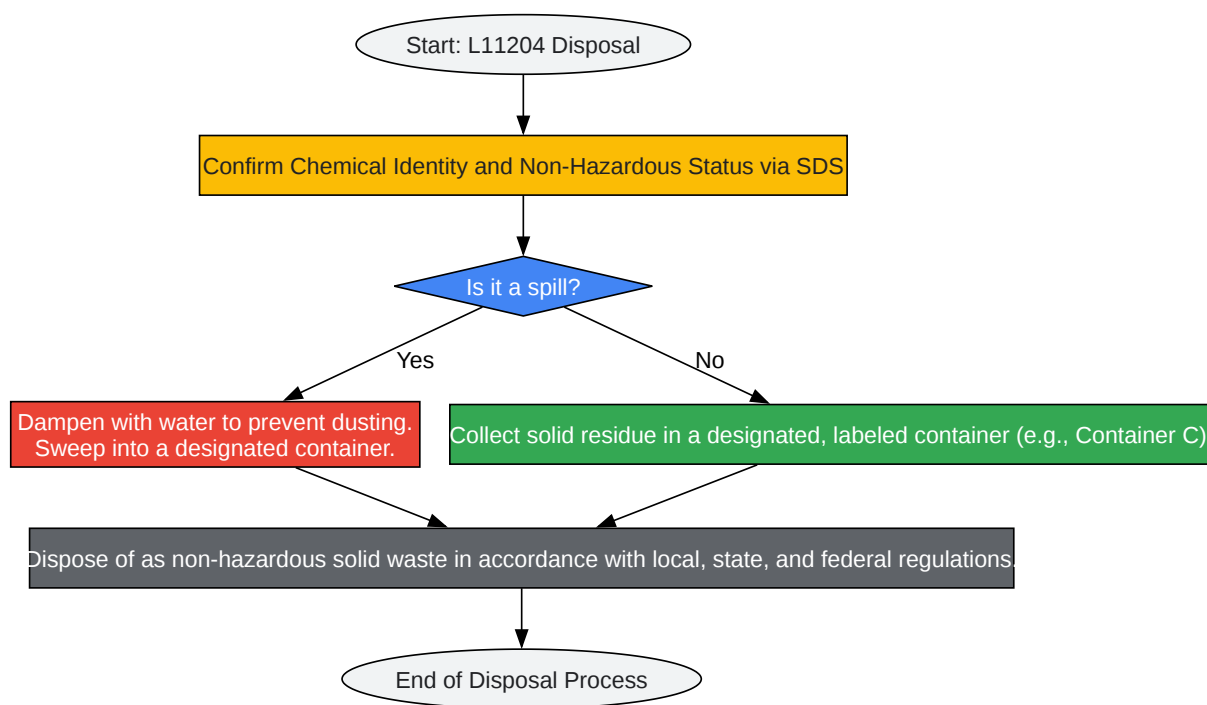 Start: L11204 Disposal
Confirm Chemical Identity and Non-Hazardous Status via SDS
Is it a spill?
Yes
No
Dampen with water to prevent dusting.
Sweep into a designated container.
Collect solid residue in a designated, labeled container (e.g., Container C)
Dispose of as non-hazardous solid waste in accordance with local, state, and federal regulations.
End of Disposal Process